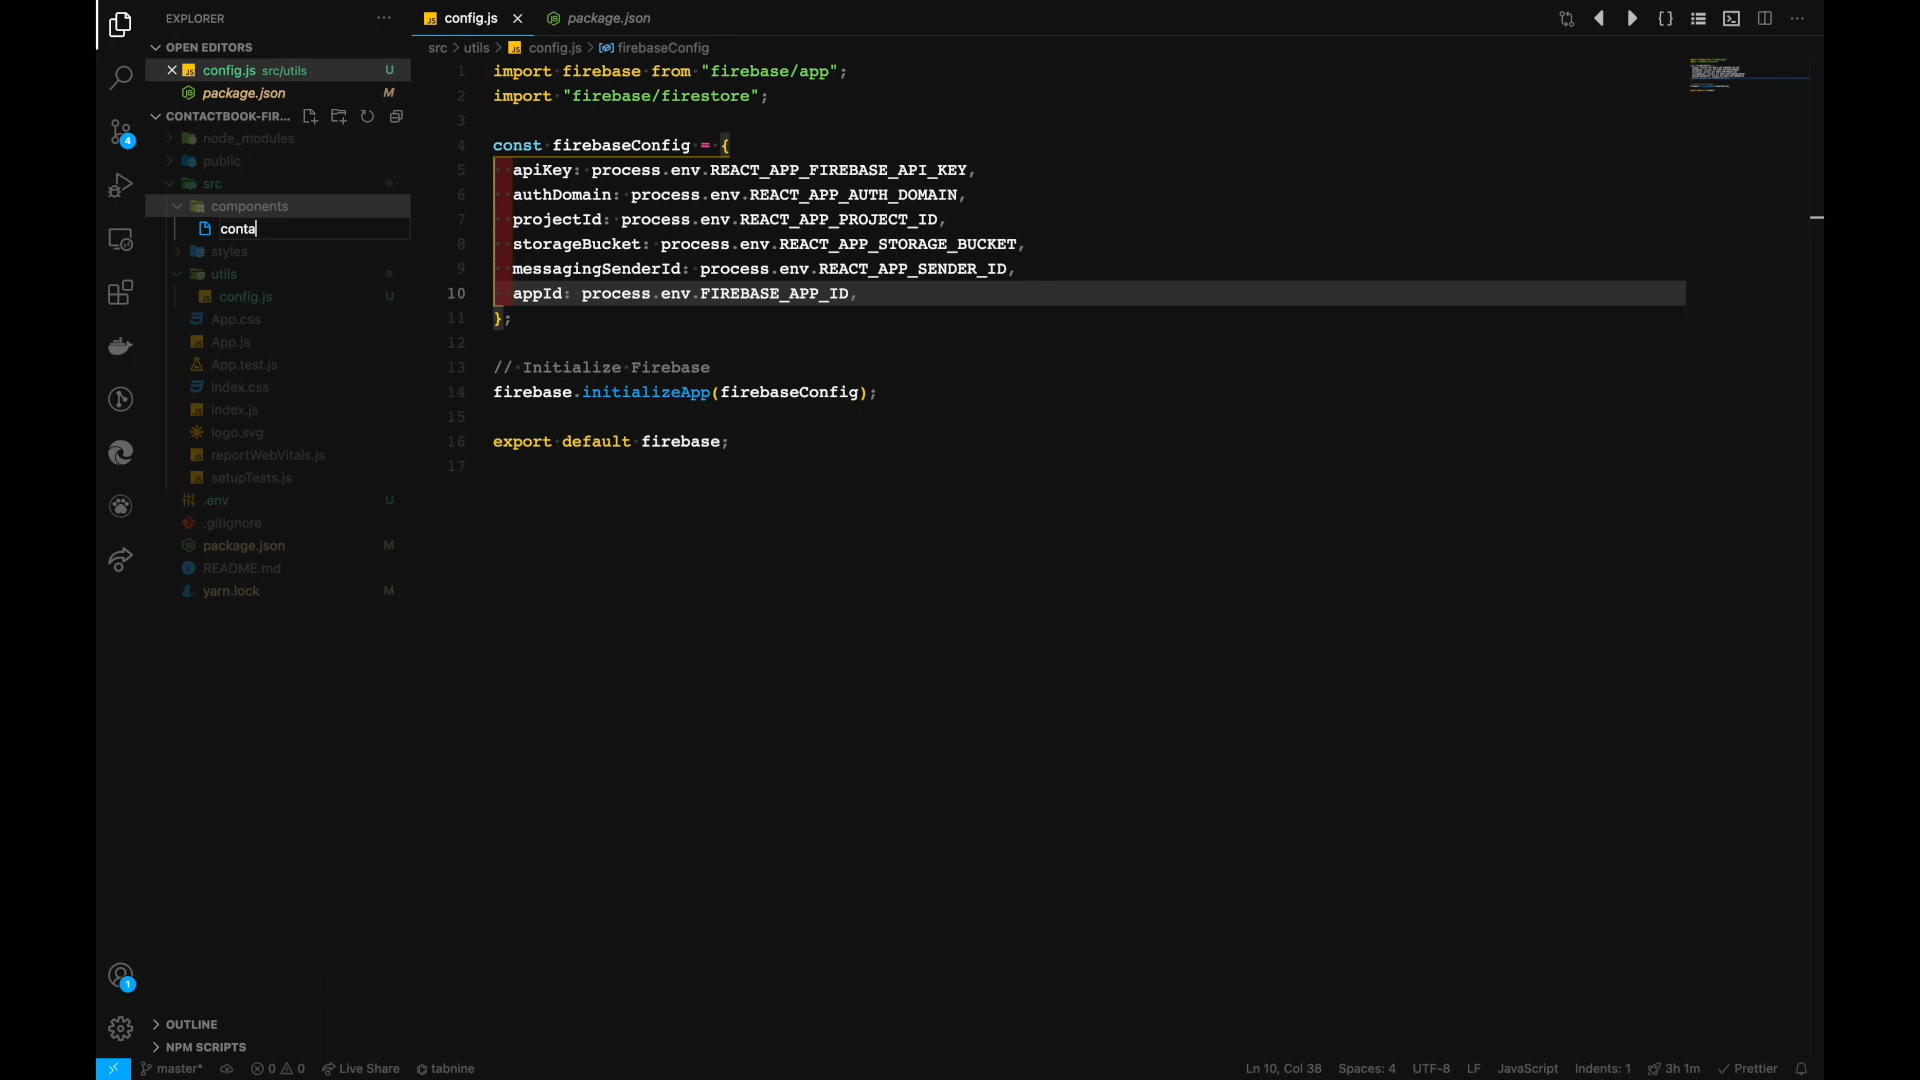 EXPLORER
OPEN EDITORS
config.js src/utils U
package.json M
CONTACTBOOK-FIR...
node_modules
public
src
components
conta
styles
utils
config.js U
App.css
App.js
App.test.js
index.css
index.js
logo.svg
reportWebVitals.js
setupTests.js
.env U
.gitignore
package.json M
README.md
yarn.lock M
OUTLINE
NPM SCRIPTS
4
1
config.js package.json
src > utils > config.js > firebaseConfig
1 import firebase from "firebase/app";
2 import "firebase/firestore";
3
4 const firebaseConfig = {
5 apiKey: process.env.REACT_APP_FIREBASE_API_KEY,
6 authDomain: process.env.REACT_APP_AUTH_DOMAIN,
7 projectId: process.env.REACT_APP_PROJECT_ID,
8 storageBucket: process.env.REACT_APP_STORAGE_BUCKET,
9 messagingSenderId: process.env.REACT_APP_SENDER_ID,
10 appId: process.env.FIREBASE_APP_ID,
11 };
12
13 // Initialize Firebase
14 firebase.initializeApp(firebaseConfig);
15
16 export default firebase;
17
master* 0 0 Live Share tabnine Ln 10, Col 38 Spaces: 4 UTF-8 LF JavaScript Indents: 1 3h 1m Prettier